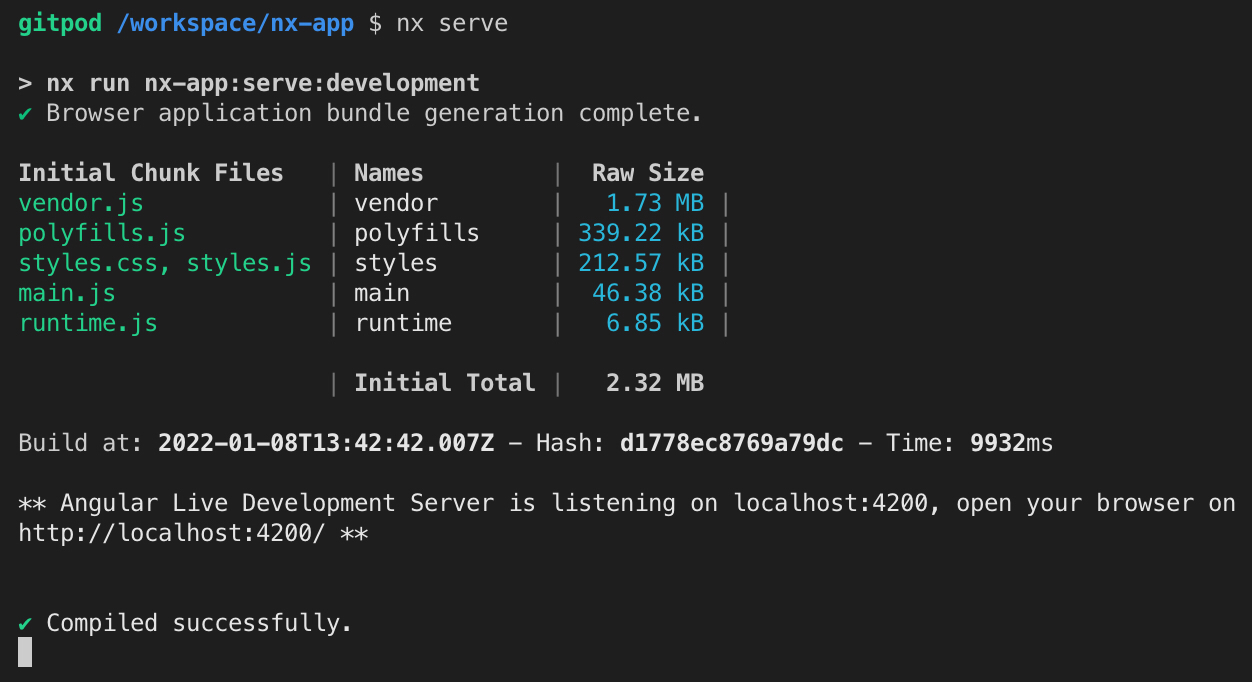 gitpod /workspace/nx-app $ nx serve
> nx run nx-app:serve:development
✔ Browser application bundle generation complete.
Initial Chunk Files | Names | Raw Size
vendor.js | vendor | 1.73 MB |
polyfills.js | polyfills | 339.22 kB |
styles.css, styles.js | styles | 212.57 kB |
main.js | main | 46.38 kB |
runtime.js | runtime | 6.85 kB |
| Initial Total | 2.32 MB
Build at: 2022-01-08T13:42:42.007Z - Hash: d1778ec8769a79dc - Time: 9932ms
** Angular Live Development Server is listening on localhost:4200, open your browser on
http://localhost:4200/ **
✔ Compiled successfully.